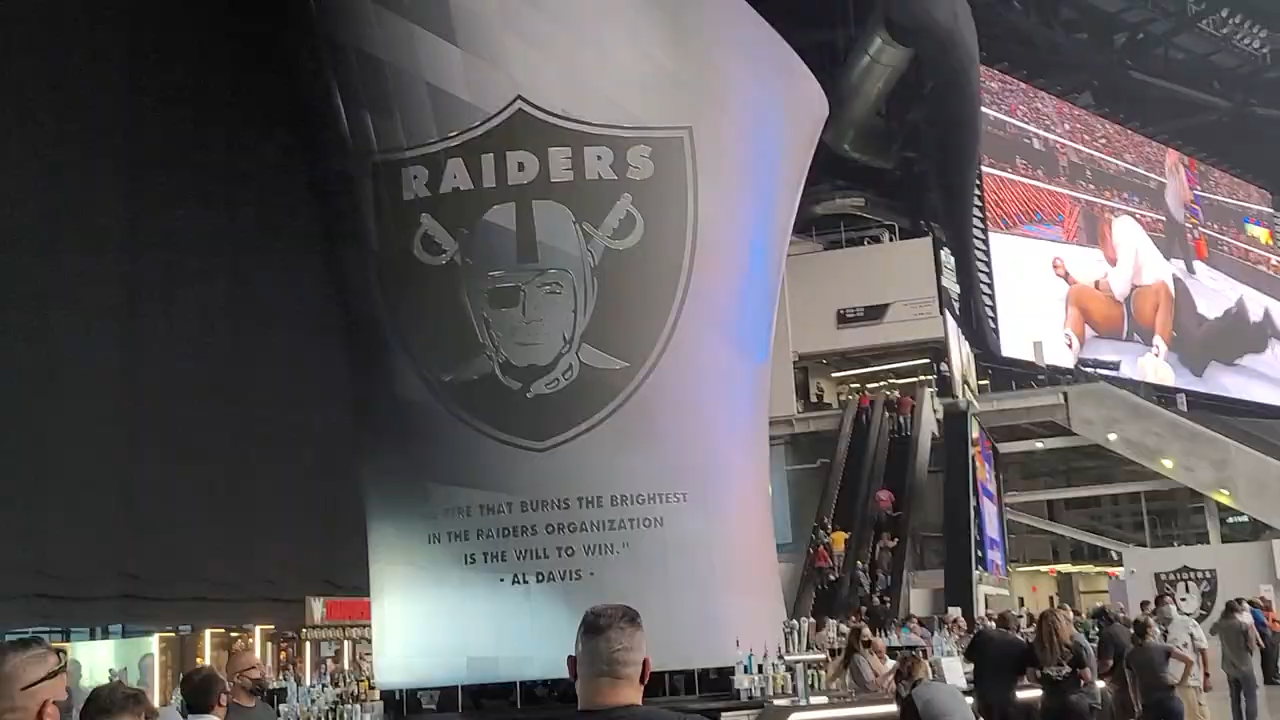 RAIDERS
FIRE THAT BURNS THE BRIGHTEST
IN THE RAIDERS ORGANIZATION
IS THE WILL TO WIN."
- AL DAVIS -
RAIDERS